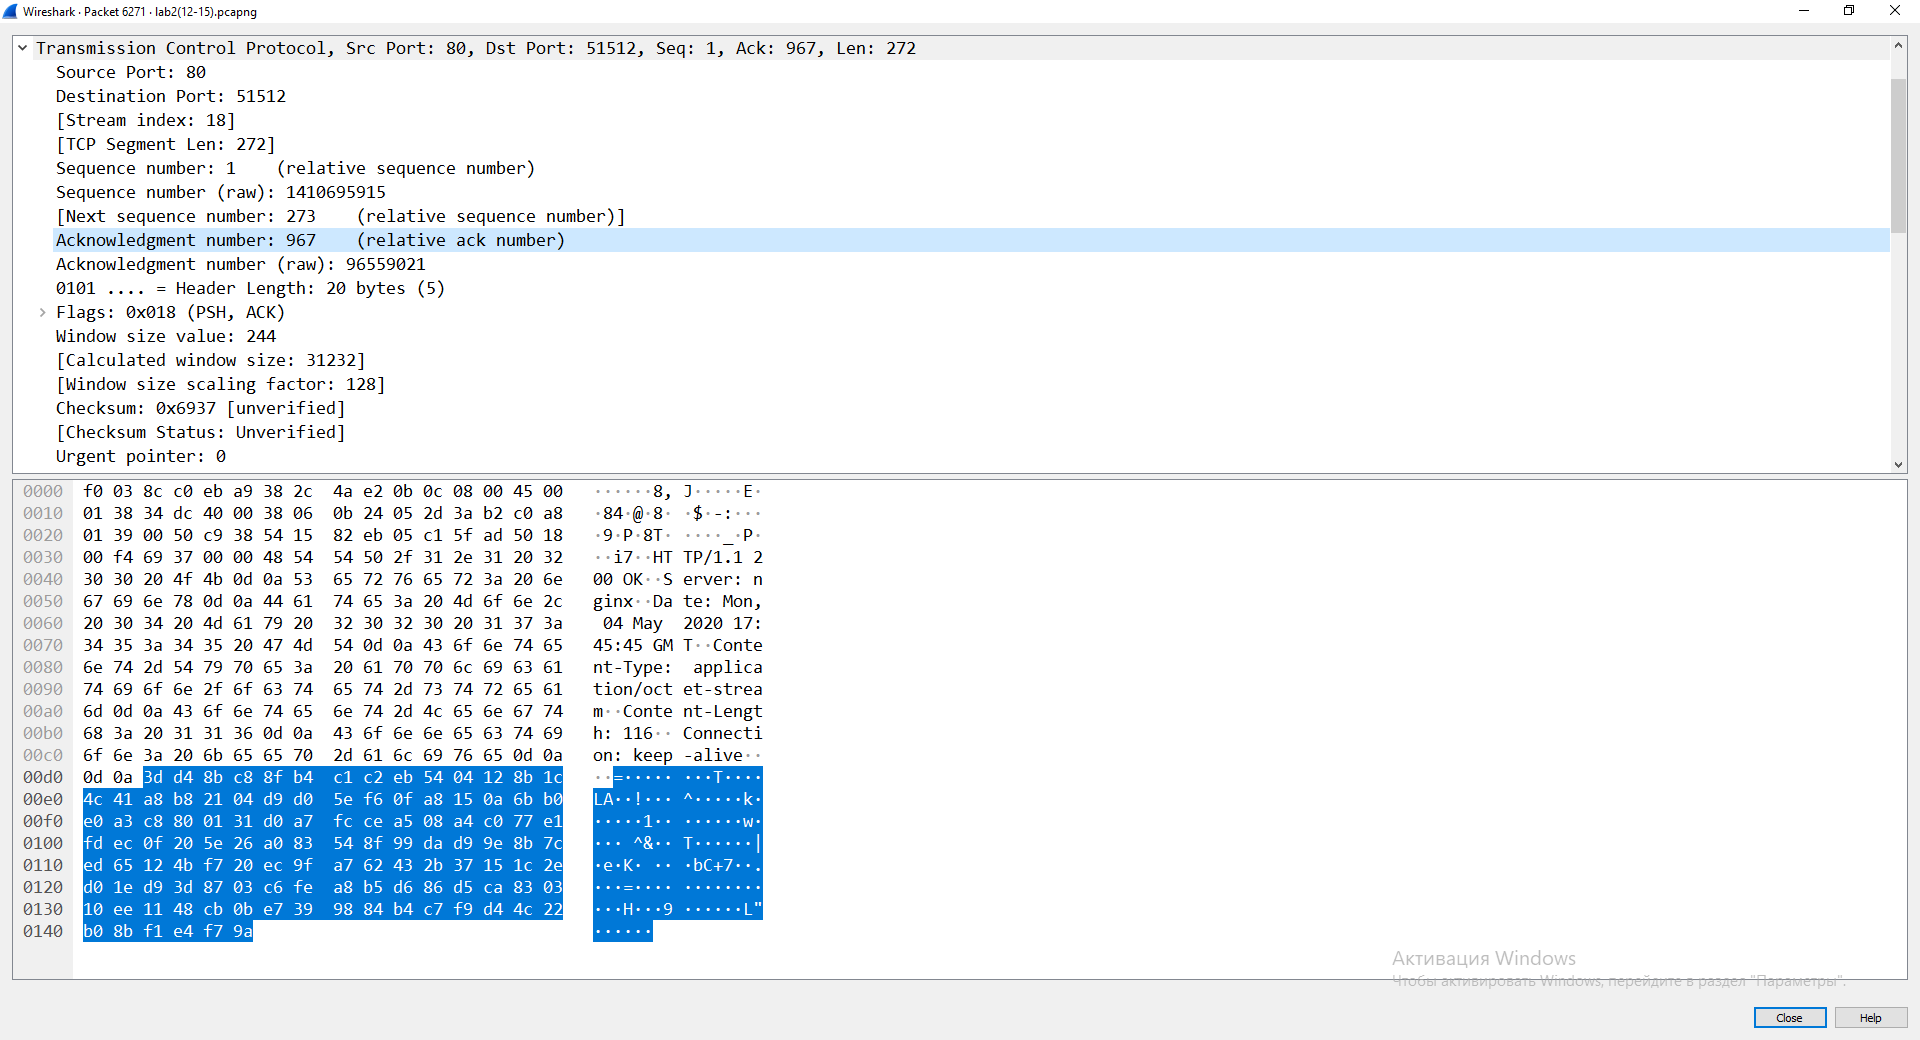 Wireshark · Packet 6271 · lab2(12-15).pcapng
Transmission Control Protocol, Src Port: 80, Dst Port: 51512, Seq: 1, Ack: 967, Len: 272
Source Port: 80
Destination Port: 51512
[Stream index: 18]
[TCP Segment Len: 272]
Sequence number: 1    (relative sequence number)
Sequence number (raw): 1410695915
[Next sequence number: 273    (relative sequence number)]
Acknowledgment number: 967    (relative ack number)
Acknowledgment number (raw): 96559021
0101 .... = Header Length: 20 bytes (5)
Flags: 0x018 (PSH, ACK)
Window size value: 244
[Calculated window size: 31232]
[Window size scaling factor: 128]
Checksum: 0x6937 [unverified]
[Checksum Status: Unverified]
Urgent pointer: 0
0000  f0 03 8c c0 eb a9 38 2c  4a e2 0b 0c 08 00 45 00   ······8, J·····E·
0010  01 38 34 dc 40 00 38 06  0b 24 05 2d 3a b2 c0 a8   ·84·@·8· ·$·-:···
0020  01 39 00 50 c9 38 54 15  82 eb 05 c1 5f ad 50 18   ·9·P·8T· ····_·P·
0030  00 f4 69 37 00 00 48 54  54 50 2f 31 2e 31 20 32   ··i7··HT TP/1.1 2
0040  30 30 20 4f 4b 0d 0a 53  65 72 76 65 72 3a 20 6e   00 OK··S erver: n
0050  67 69 6e 78 0d 0a 44 61  74 65 3a 20 4d 6f 6e 2c   ginx··Da te: Mon,
0060  20 30 34 20 4d 61 79 20  32 30 32 30 20 31 37 3a    04 May  2020 17:
0070  34 35 3a 34 35 20 47 4d  54 0d 0a 43 6f 6e 74 65   45:45 GM T··Conte
0080  6e 74 2d 54 79 70 65 3a  20 61 70 70 6c 69 63 61   nt-Type:  applica
0090  74 69 6f 6e 2f 6f 63 74  65 74 2d 73 74 72 65 61   tion/oct et-strea
00a0  6d 0d 0a 43 6f 6e 74 65  6e 74 2d 4c 65 6e 67 74   m··Conte nt-Lengt
00b0  68 3a 20 31 31 36 0d 0a  43 6f 6e 6e 65 63 74 69   h: 116·· Connecti
00c0  6f 6e 3a 20 6b 65 65 70  2d 61 6c 69 76 65 0d 0a   on: keep -alive··
00d0  0d 0a 3d d4 8b c8 8f b4  c1 c2 eb 54 04 12 8b 1c   ··=····· ···T····
00e0  4c 41 a8 b8 21 04 d9 d0  5e f6 0f a8 15 0a 6b b0   LA··!··· ^·····k·
00f0  e0 a3 c8 80 01 31 d0 a7  fc ce a5 08 a4 c0 77 e1   ·····1·· ······w·
0100  fd ec 0f 20 5e 26 a0 83  54 8f 99 da d9 9e 8b 7c   ··· ^&·· T······|
0110  ed 65 12 4b f7 20 ec 9f  a7 62 43 2b 37 15 1c 2e   ·e·K· ·· ·bC+7··.
0120  d0 1e d9 3d 87 03 c6 fe  a8 b5 d6 86 d5 ca 83 03   ···=···· ········
0130  10 ee 11 48 cb 0b e7 39  98 84 b4 c7 f9 d4 4c 22   ···H···9 ······L"
0140  b0 8b f1 e4 f7 9a   ······
Активация Windows
Чтобы активировать Windows, перейдите в раздел "Параметры".
Close
Help